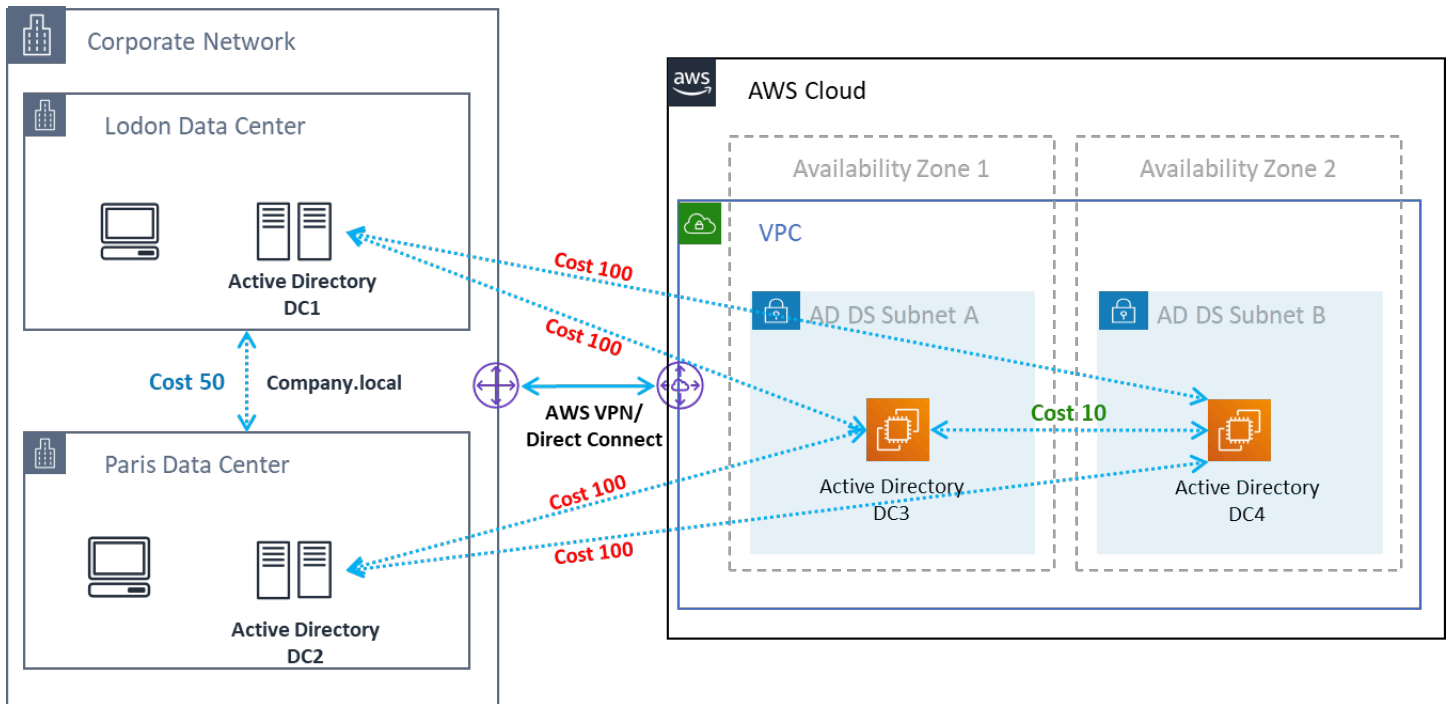 Corporate Network
Lodon Data Center
Active Directory
DC1
Cost 50
Company.local
Paris Data Center
Active Directory
DC2
AWS VPN/
Direct Connect
Cost 100
Cost 100
Cost 100
Cost 100
aws
AWS Cloud
Availability Zone 1
Availability Zone 2
VPC
AD DS Subnet A
AD DS Subnet B
Cost 10
Active Directory
DC3
Active Directory
DC4